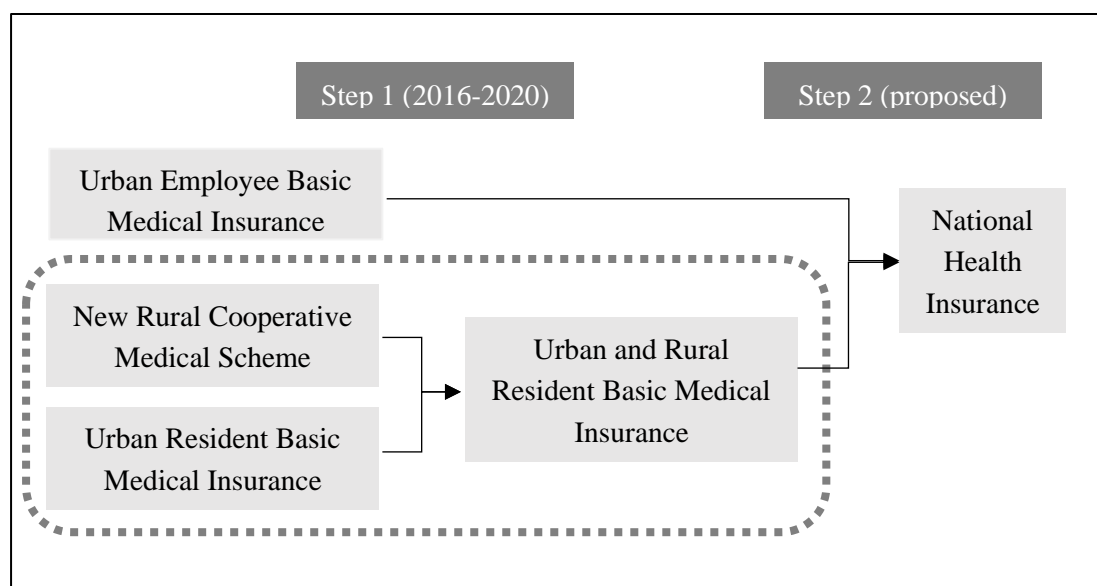 Step 1 (2016-2020)
Step 2 (proposed)
Urban Employee Basic
Medical Insurance
National
Health
Insurance
New Rural Cooperative
Medical Scheme
Urban and Rural
Resident Basic Medical
Insurance
Urban Resident Basic
Medical Insurance